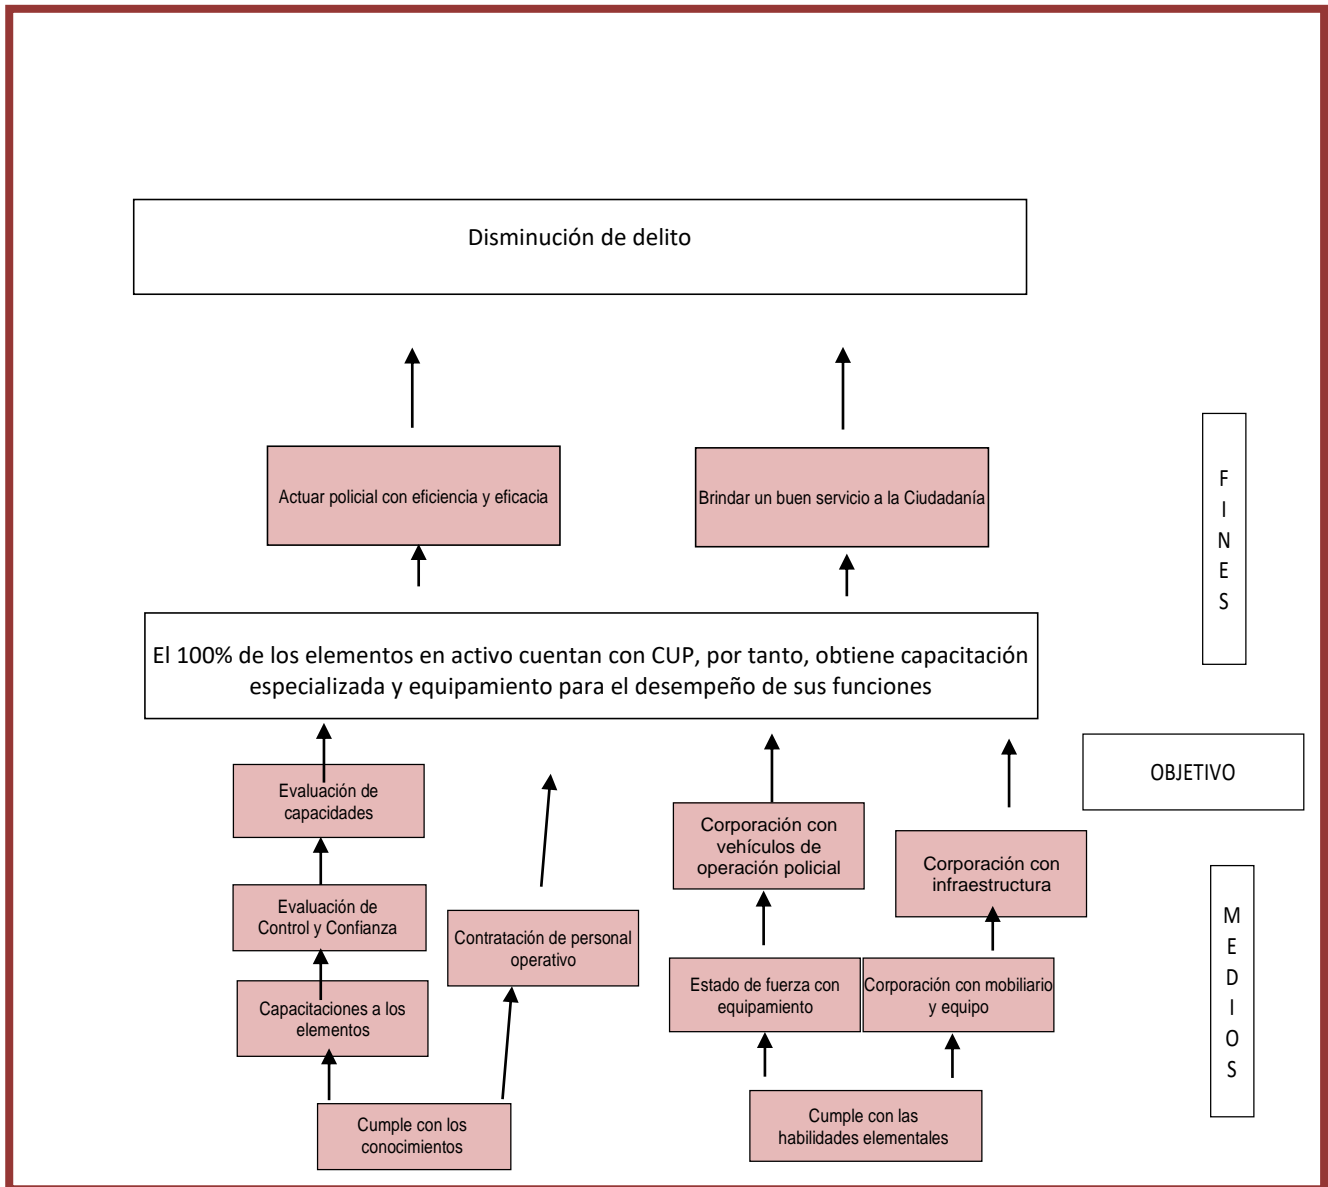 Disminución de delito
Actuar policial con eficiencia y eficacia
Brindar un buen servicio a la Ciudadanía
F
I
N
E
S
El 100% de los elementos en activo cuentan con CUP, por tanto, obtiene capacitación
especializada y equipamiento para el desempeño de sus funciones
OBJETIVO
Evaluación de
capacidades
Corporación con
vehículos de
operación policial
Corporación con
infraestructura
Evaluación de
Control y Confianza
Contratación de personal
operativo
M
E
D
I
O
S
Capacitaciones a los
elementos
Estado de fuerza con
equipamiento
Corporación con mobiliario
y equipo
Cumple con los
conocimientos
Cumple con las
habilidades elementales